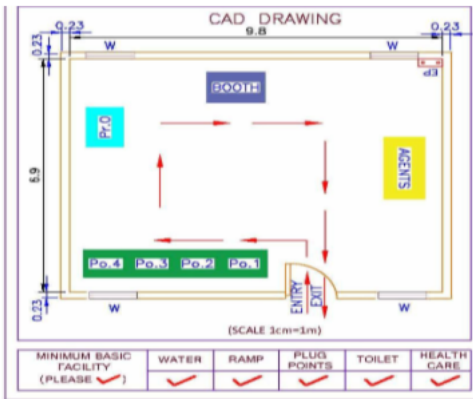 CAD DRAWING
0.23 9.8 0.23
W W
0.23
EP
BOOTH
Pr.O
AGENTS
6.9
Po.4 Po.3 Po.2 Po.1
ENTRY
EXIT
0.23
W W
(SCALE 1cm=1m)
MINIMUM BASIC FACILITY (PLEASE ✓)
WATER
RAMP
PLUG POINTS
TOILET
HEALTH CARE
✓ ✓ ✓ ✓ ✓